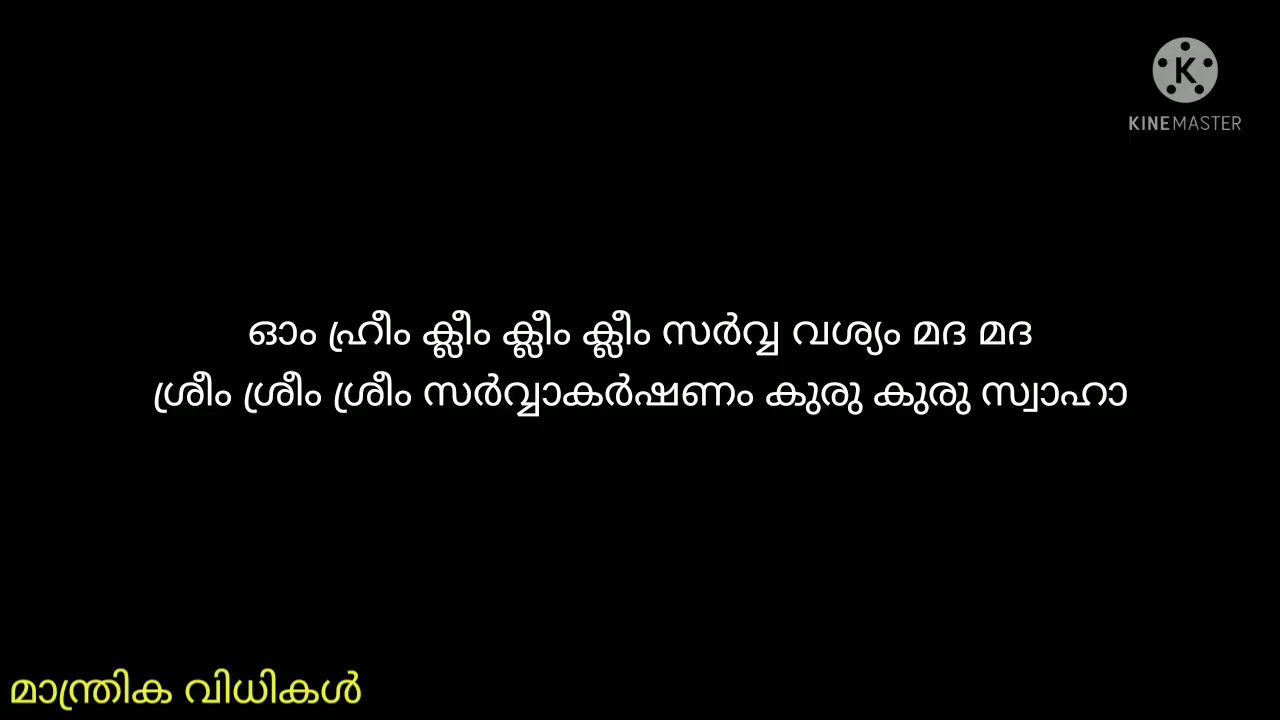 KINEMASTER
ഓം ഹ്രീം ക്ലീം ക്ലീം ക്ലീം സർവ്വ വശ്യം മദ മദ
ശ്രീം ശ്രീം ശ്രീം സർവ്വാകർഷണം കുരു കുരു സ്വാഹാ
മാന്ത്രിക വിധികൾ